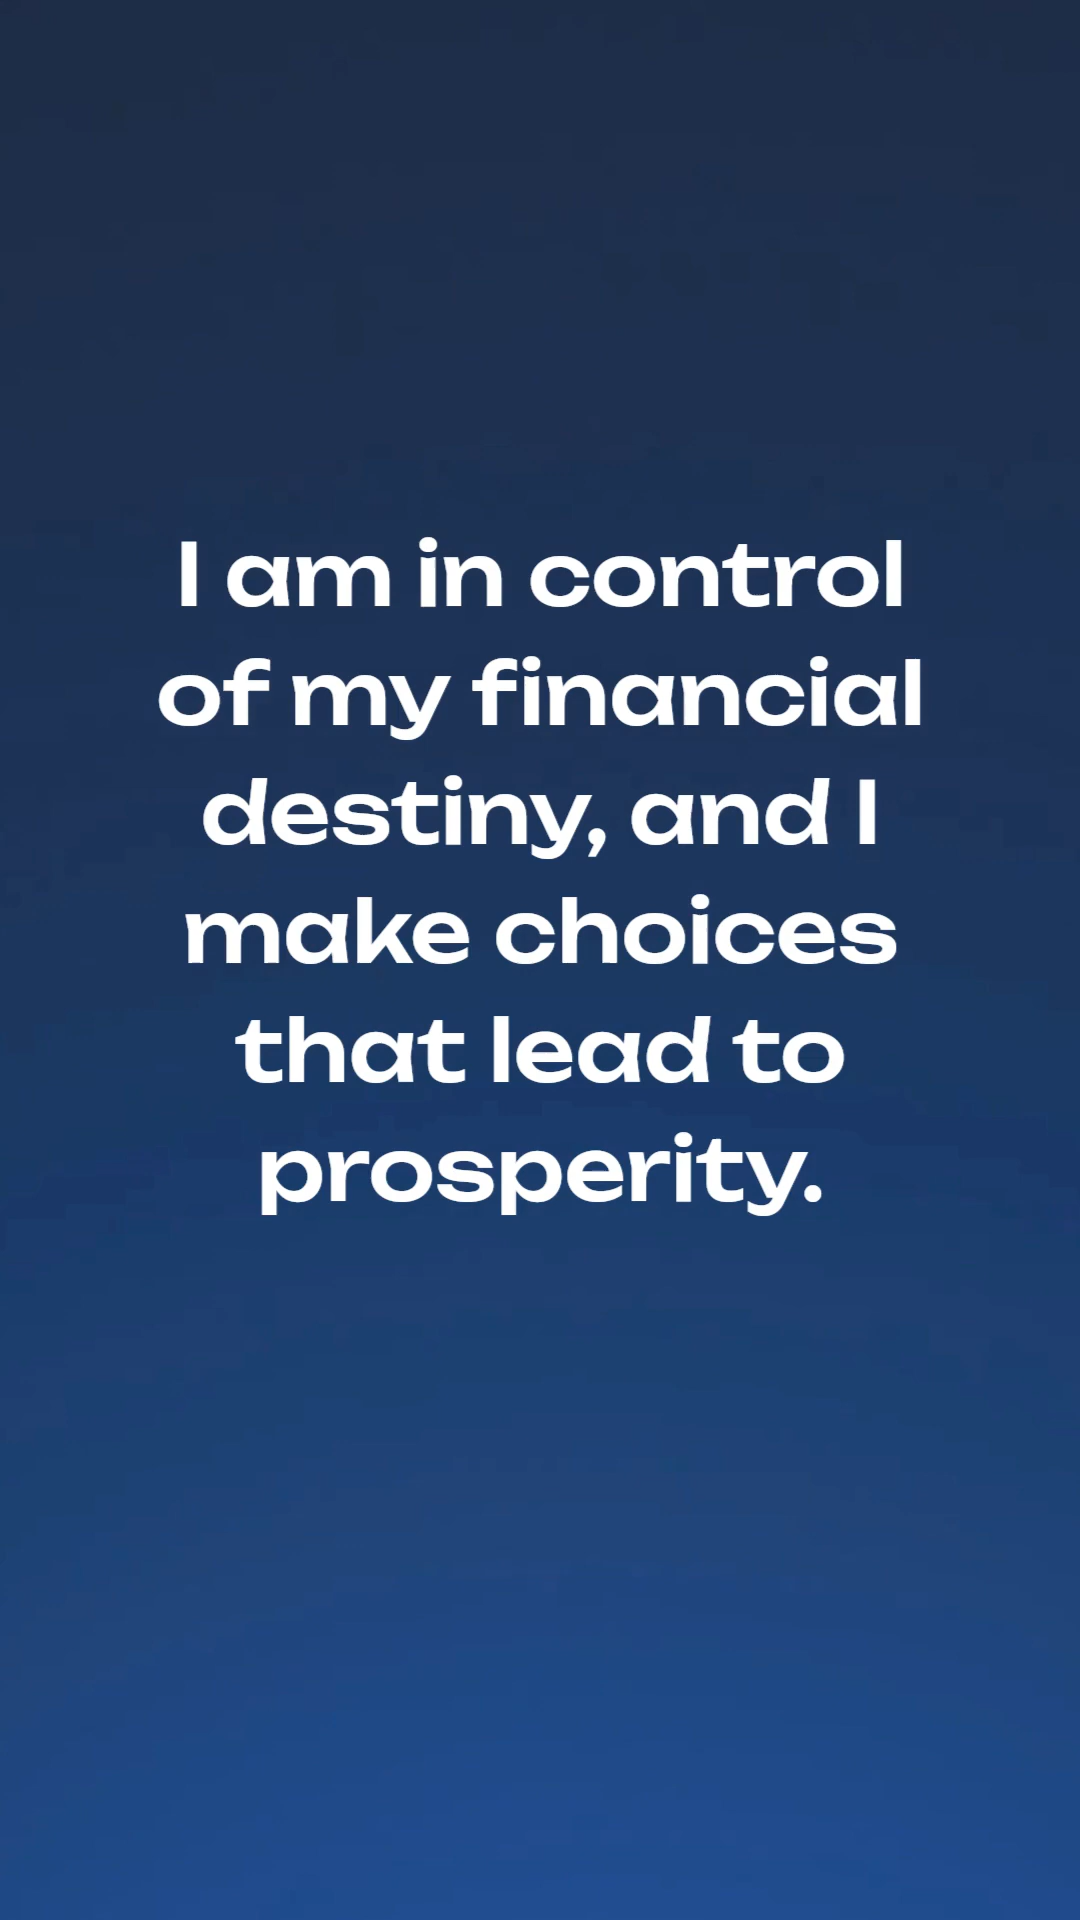 I am in control
of my financial
destiny, and I
make choices
that lead to
prosperity.